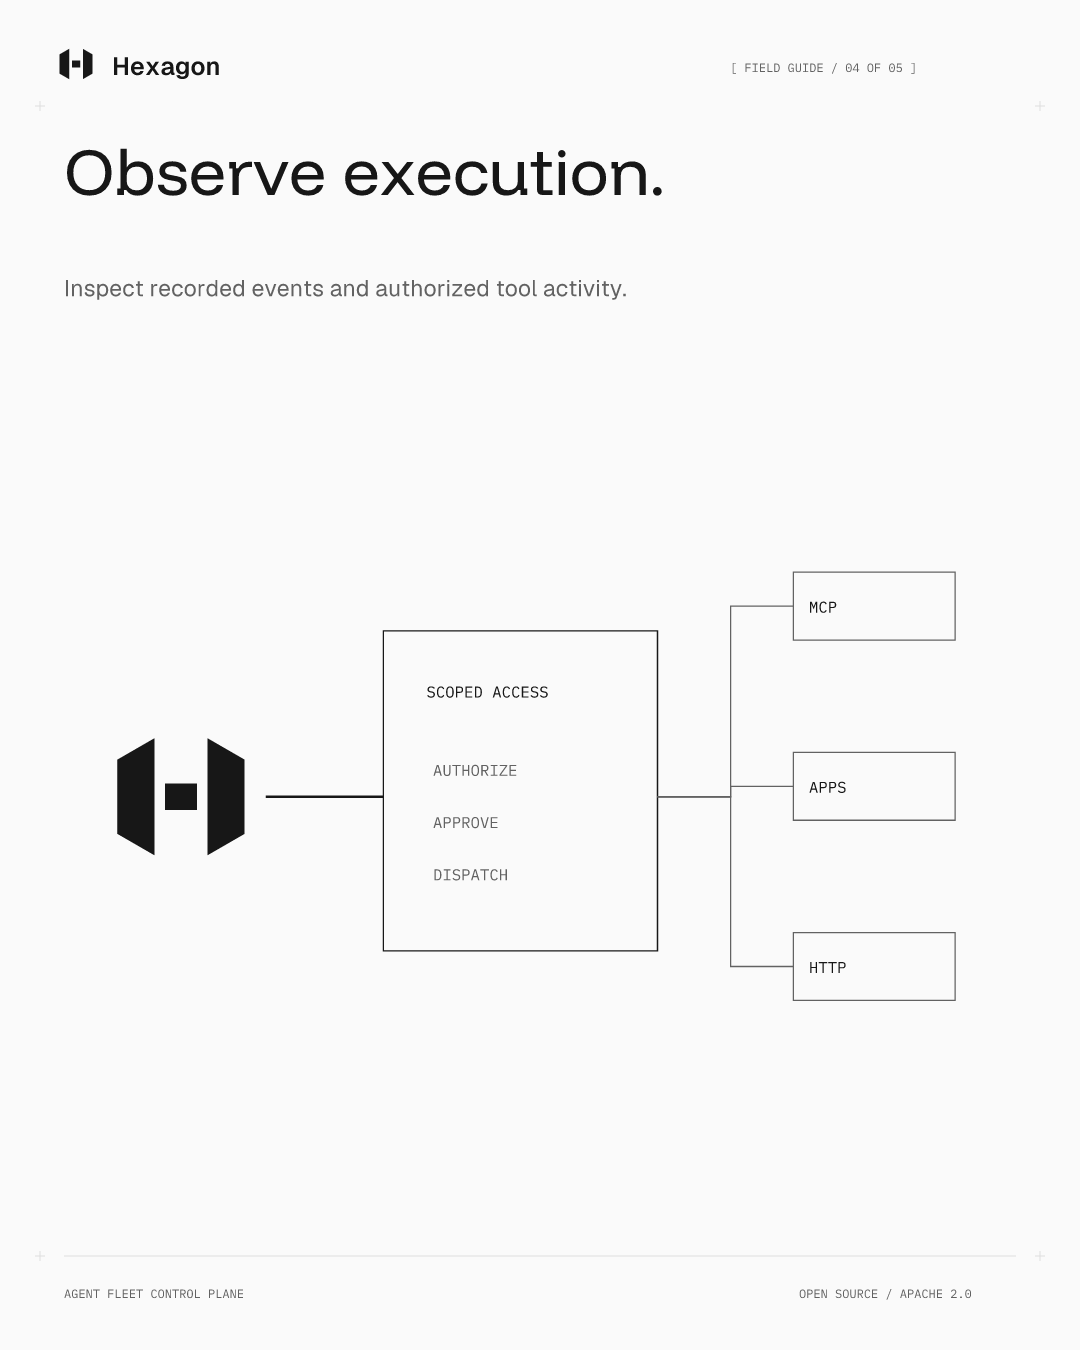 Hexagon
[ FIELD GUIDE / 04 OF 05 ]
Observe execution.
Inspect recorded events and authorized tool activity.
SCOPED ACCESS
AUTHORIZE
APPROVE
DISPATCH
MCP
APPS
HTTP
AGENT FLEET CONTROL PLANE
OPEN SOURCE / APACHE 2.0